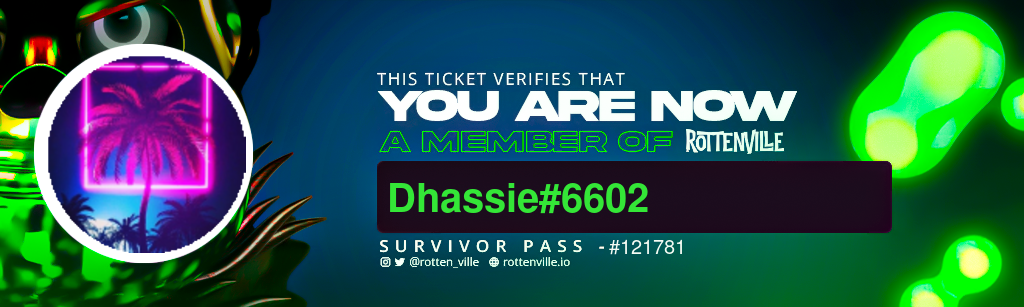 THIS TICKET VERIFIES THAT
YOU ARE NOW
A MEMBER OF ROTTENVILLE
Dhassie#6602
SURVIVOR PASS - #121781
@rotten_ville rottenville.io